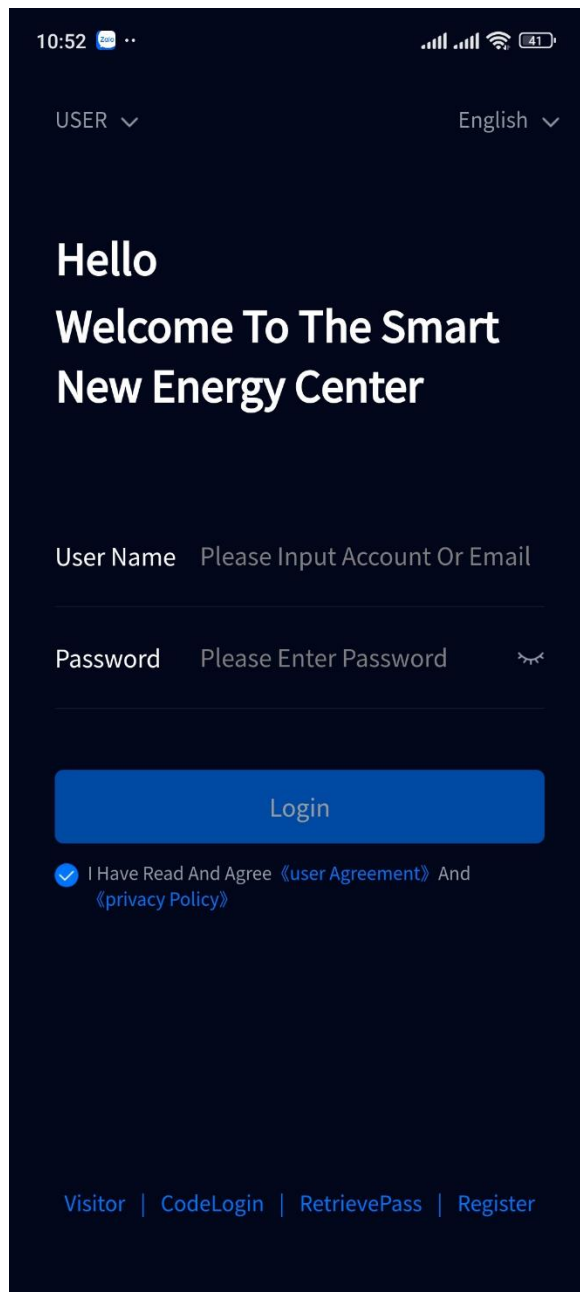 10:52 Zalo 41
USER English
Hello
Welcome To The Smart
New Energy Center
User Name Please Input Account Or Email
Password Please Enter Password
Login
I Have Read And Agree 《user Agreement》 And
《privacy Policy》
Visitor | CodeLogin | RetrievePass | Register